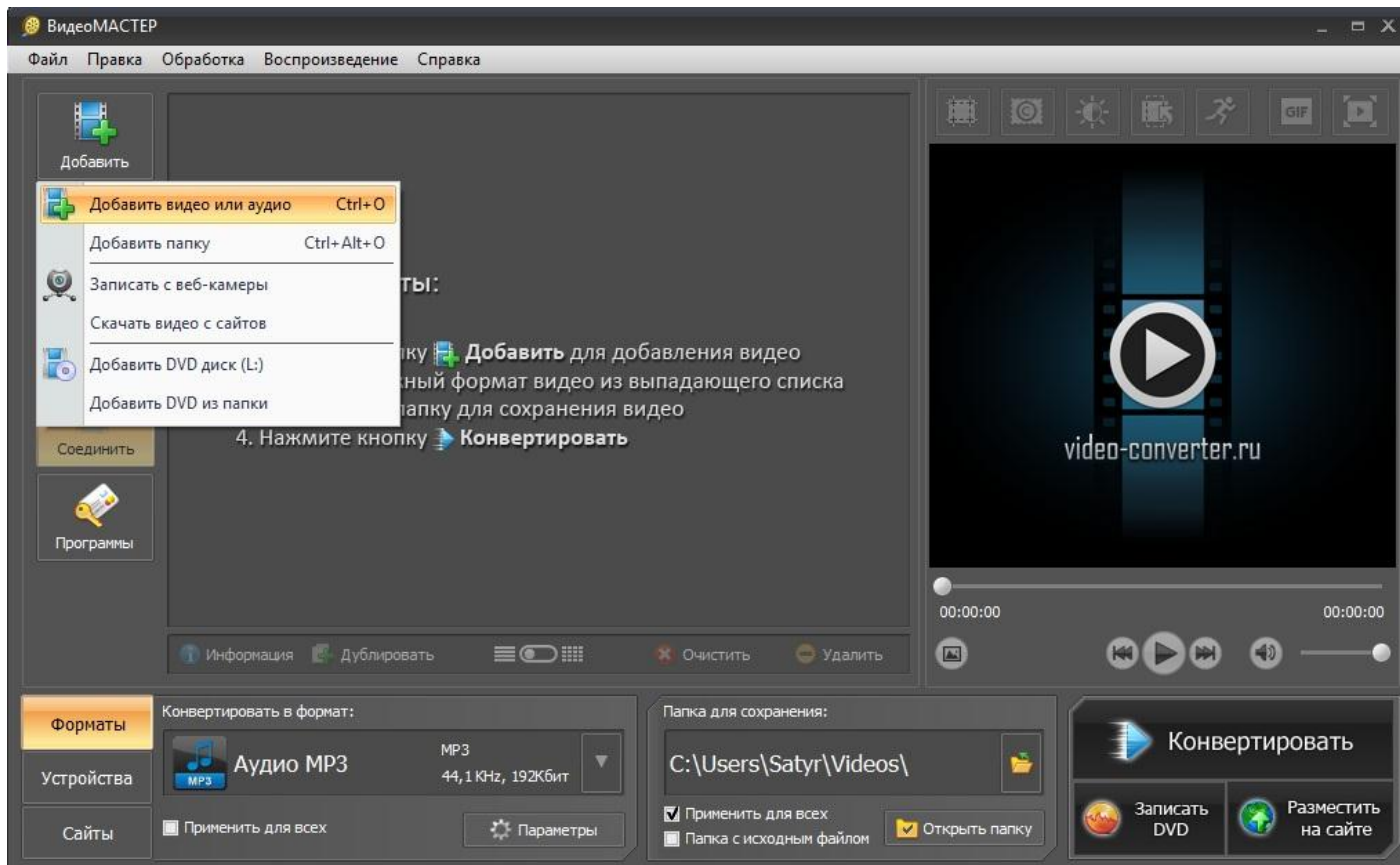 ВидеоМАСТЕР
Файл Правка Обработка Воспроизведение Справка
Добавить
Добавить видео или аудио Ctrl+O
Добавить папку Ctrl+Alt+O
Записать с веб-камеры
Скачать видео с сайтов
Добавить DVD диск (L:)
Добавить DVD из папки
ты:
пку Добавить для добавления видео
жный формат видео из выпадающего списка
папку для сохранения видео
4. Нажмите кнопку Конвертировать
Соединить
Программы
Информация Дублировать Очистить Удалить
GIF
video-converter.ru
00:00:00 00:00:00
Форматы
Устройства
Сайты
Конвертировать в формат:
MP3
Аудио MP3
MP3
44,1 KHz, 192Кбит
Применить для всех
Параметры
Папка для сохранения:
C:\Users\Satyr\Videos\
Применить для всех
Папка с исходным файлом
Открыть папку
Конвертировать
Записать
DVD
Разместить
на сайте